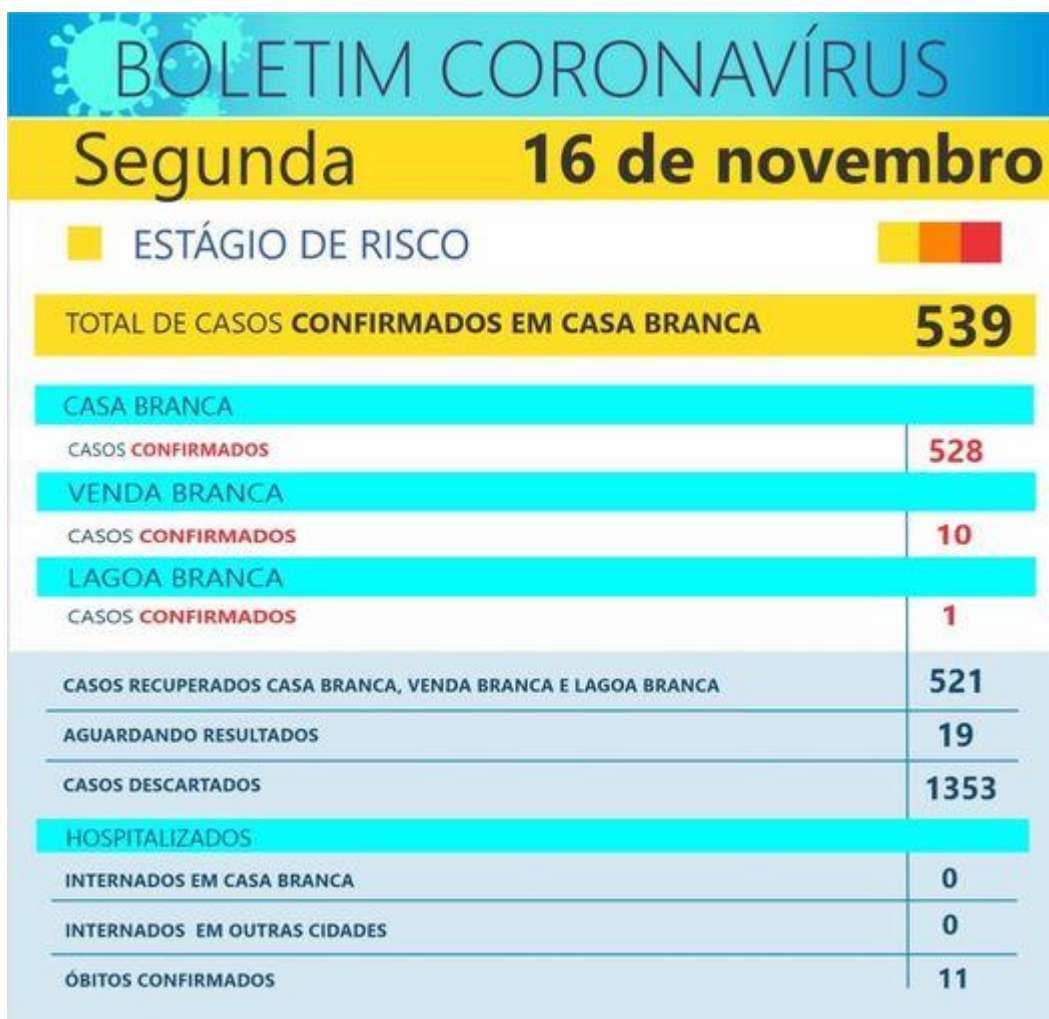 BOLETIM CORONAVÍRUS
Segunda 16 de novembro
ESTÁGIO DE RISCO
TOTAL DE CASOS CONFIRMADOS EM CASA BRANCA 539
CASA BRANCA
CASOS CONFIRMADOS 528
VENDA BRANCA
CASOS CONFIRMADOS 10
LAGOA BRANCA
CASOS CONFIRMADOS 1
CASOS RECUPERADOS CASA BRANCA, VENDA BRANCA E LAGOA BRANCA 521
AGUARDANDO RESULTADOS 19
CASOS DESCARTADOS 1353
HOSPITALIZADOS
INTERNADOS EM CASA BRANCA 0
INTERNADOS EM OUTRAS CIDADES 0
ÓBITOS CONFIRMADOS 11